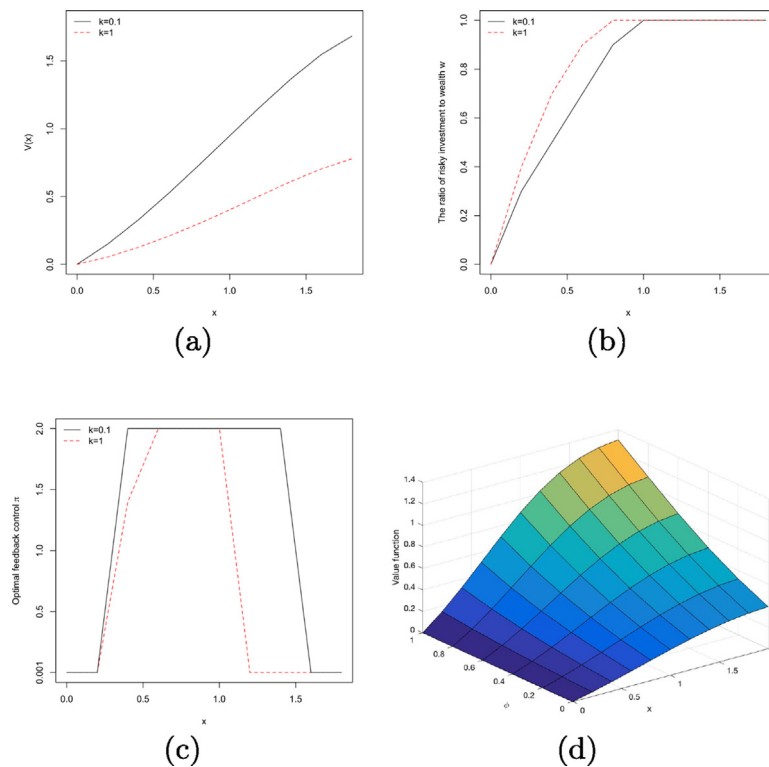 k=0.1
k=1
V(x)
1.5
1.0
0.5
0.0
0.0 0.5 1.0 1.5
x
(a)
k=0.1
k=1
The ratio of risky investment to wealth w
1.0
0.8
0.6
0.4
0.2
0.0
0.0 0.5 1.0 1.5
x
(b)
k=0.1
k=1
Optimal feedback control π
2.0
1.5
1.0
0.5
0.001
0.0 0.5 1.0 1.5
x
(c)
Value function
1.4
1.2
1
0.8
0.6
0.4
0.2
0
1 0.8 0.6 0.4 0.2 0
ϕ
0 0.5 1 1.5
x
(d)